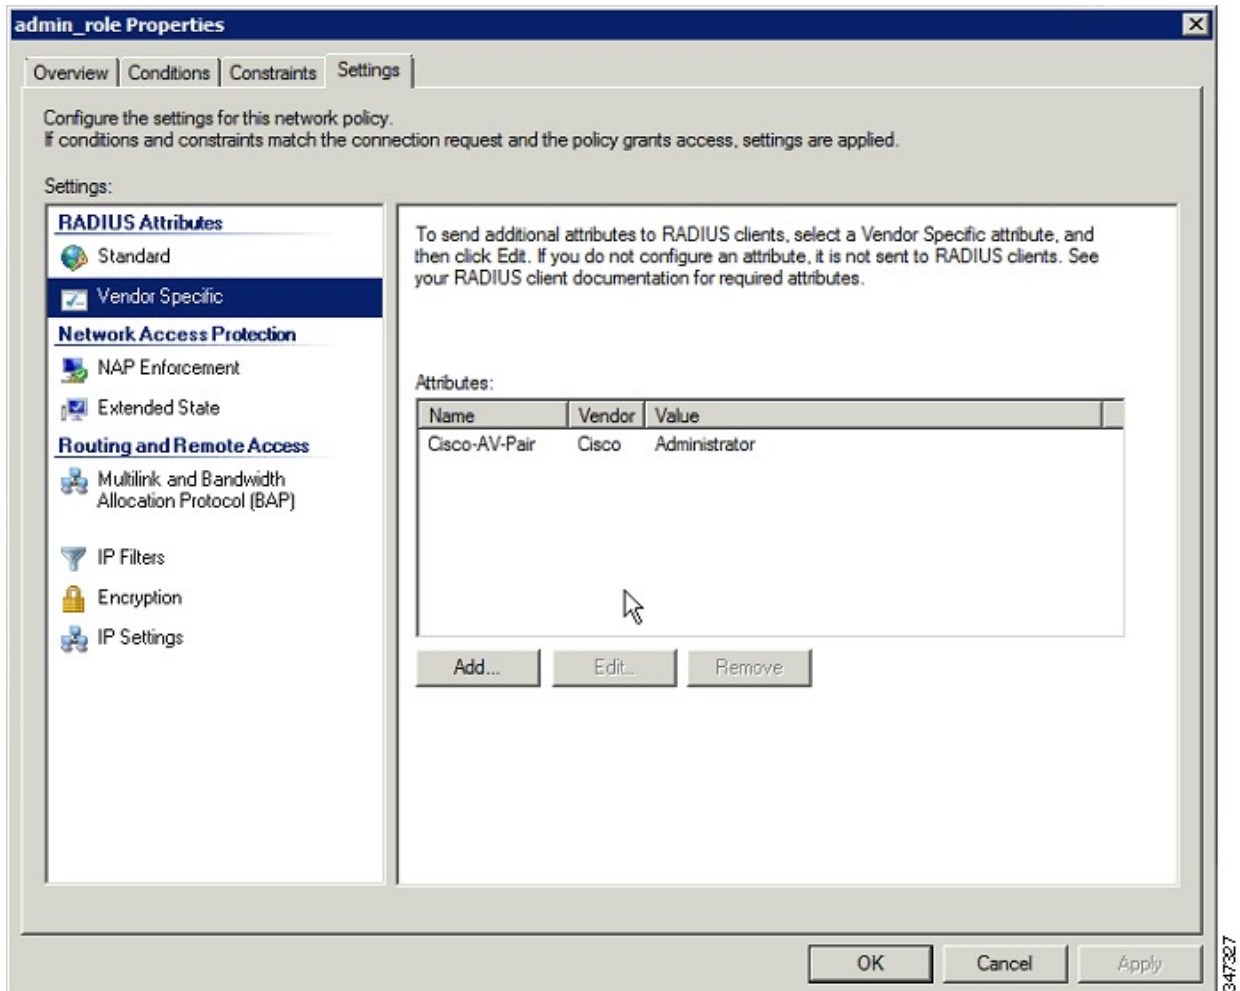 admin_role Properties
Overview
Conditions
Constraints
Settings
Configure the settings for this network policy.
If conditions and constraints match the connection request and the policy grants access, settings are applied.
Settings:
RADIUS Attributes
Standard
Vendor Specific
Network Access Protection
NAP Enforcement
Extended State
Routing and Remote Access
Multilink and Bandwidth
Allocation Protocol (BAP)
IP Filters
Encryption
IP Settings
To send additional attributes to RADIUS clients, select a Vendor Specific attribute, and
then click Edit. If you do not configure an attribute, it is not sent to RADIUS clients. See
your RADIUS client documentation for required attributes.
Attributes:
Name Vendor Value
Cisco-AV-Pair Cisco Administrator
Add... Edit... Remove
OK Cancel Apply
347327